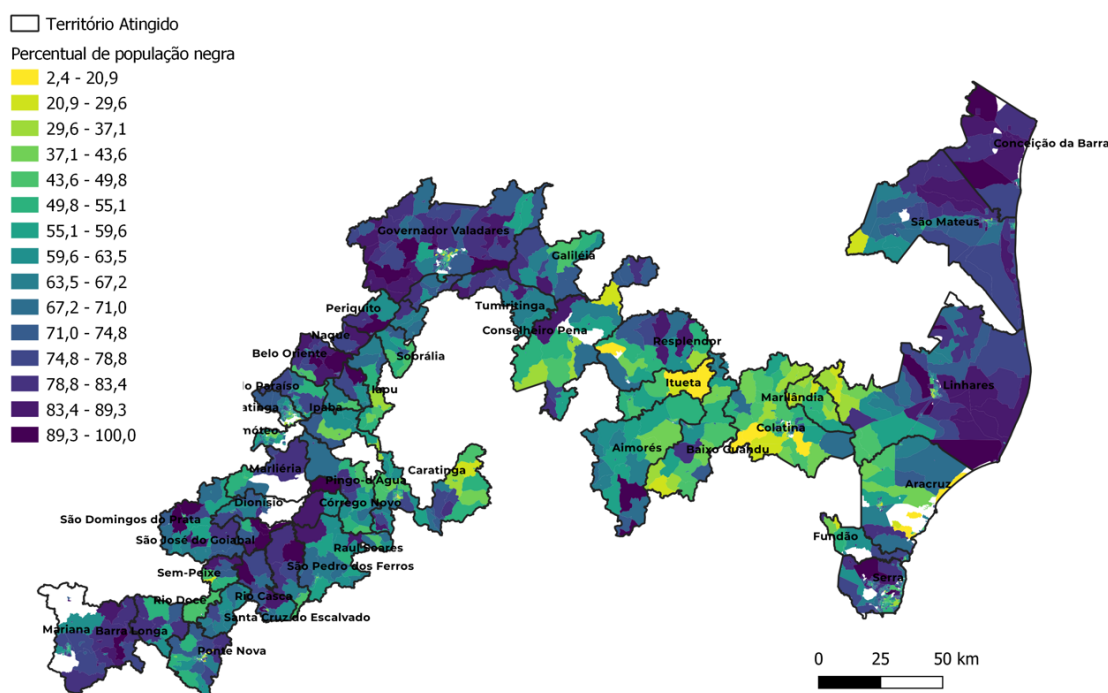 Território Atingido
Percentual de população negra
2,4 - 20,9
20,9 - 29,6
29,6 - 37,1
37,1 - 43,6
43,6 - 49,8
49,8 - 55,1
55,1 - 59,6
59,6 - 63,5
63,5 - 67,2
67,2 - 71,0
71,0 - 74,8
74,8 - 78,8
78,8 - 83,4
83,4 - 89,3
89,3 - 100,0
Conceição da Barra
São Mateus
Governador Valadares
Galiléia
Periquito
Tumiritinga
Naque
Conselheiro Pena
Resplendor
Belo Oriente
Sobrália
Itueta
Linhares
o Paraíso
Iapu
Marilândia
atinga
Ipaba
Colatina
móteo
Aimorés
Baixo Guandu
Marliéria
Caratinga
Pingo-d'Água
Aracruz
Dionísio
Córrego Novo
São Domingos do Prata
Fundão
São José do Goiabal
Raul Soares
Sem-Peixe
São Pedro dos Ferros
Serra
Rio Doce
Rio Casca
Santa Cruz do Escalvado
Mariana
Barra Longa
Ponte Nova
0 25 50 km